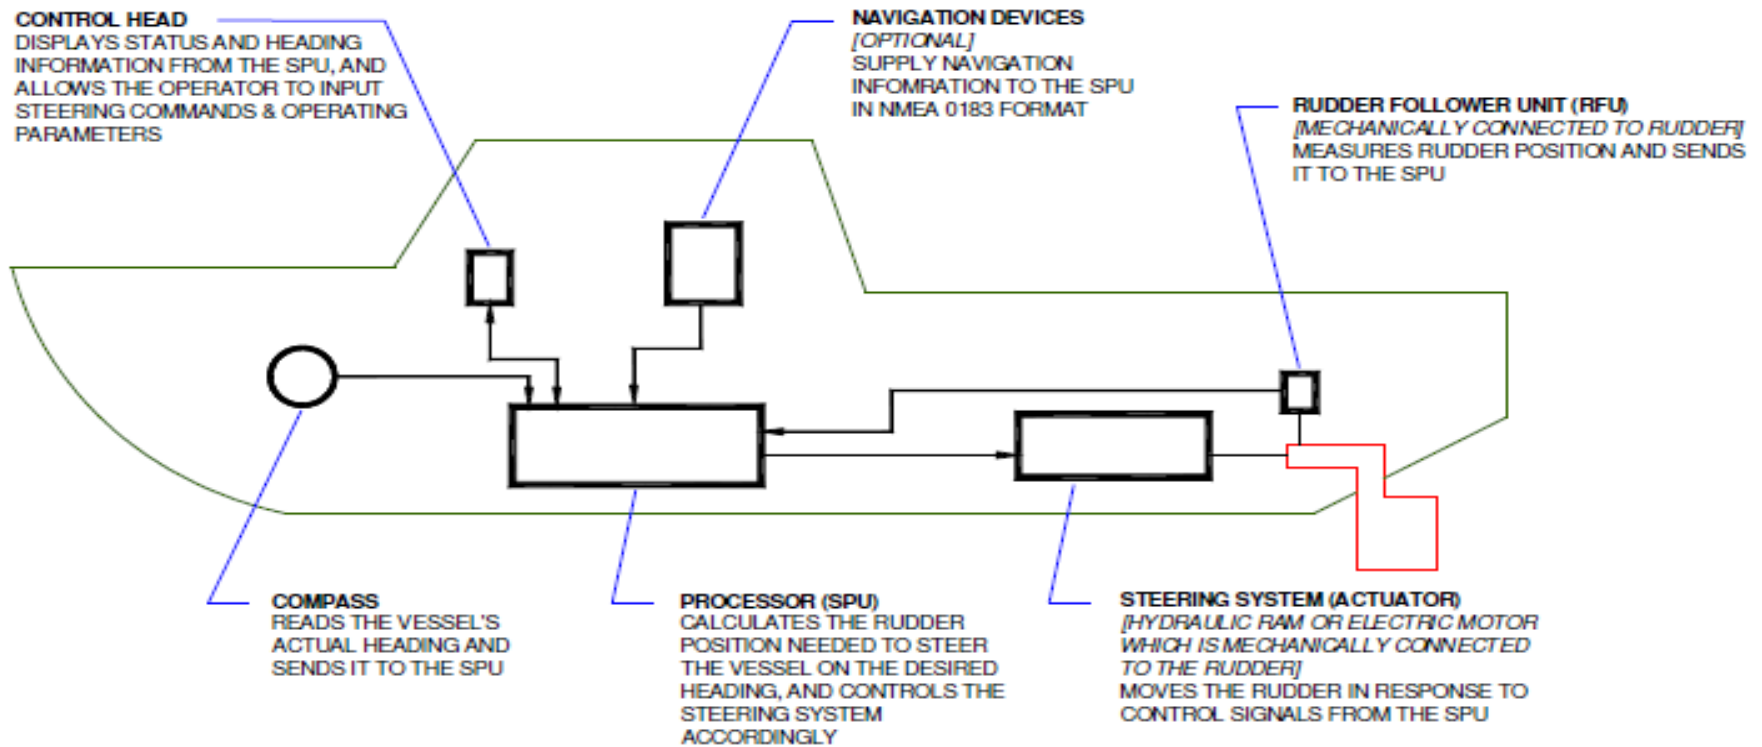 CONTROL HEAD
DISPLAYS STATUS AND HEADING
INFORMATION FROM THE SPU, AND
ALLOWS THE OPERATOR TO INPUT
STEERING COMMANDS & OPERATING
PARAMETERS
NAVIGATION DEVICES
[OPTIONAL]
SUPPLY NAVIGATION
INFOMRATION TO THE SPU
IN NMEA 0183 FORMAT
RUDDER FOLLOWER UNIT (RFU)
[MECHANICALLY CONNECTED TO RUDDER]
MEASURES RUDDER POSITION AND SENDS
IT TO THE SPU
COMPASS
READS THE VESSEL'S
ACTUAL HEADING AND
SENDS IT TO THE SPU
PROCESSOR (SPU)
CALCULATES THE RUDDER
POSITION NEEDED TO STEER
THE VESSEL ON THE DESIRED
HEADING, AND CONTROLS THE
STEERING SYSTEM
ACCORDINGLY
STEERING SYSTEM (ACTUATOR)
[HYDRAULIC RAM OR ELECTRIC MOTOR
WHICH IS MECHANICALLY CONNECTED
TO THE RUDDER]
MOVES THE RUDDER IN RESPONSE TO
CONTROL SIGNALS FROM THE SPU